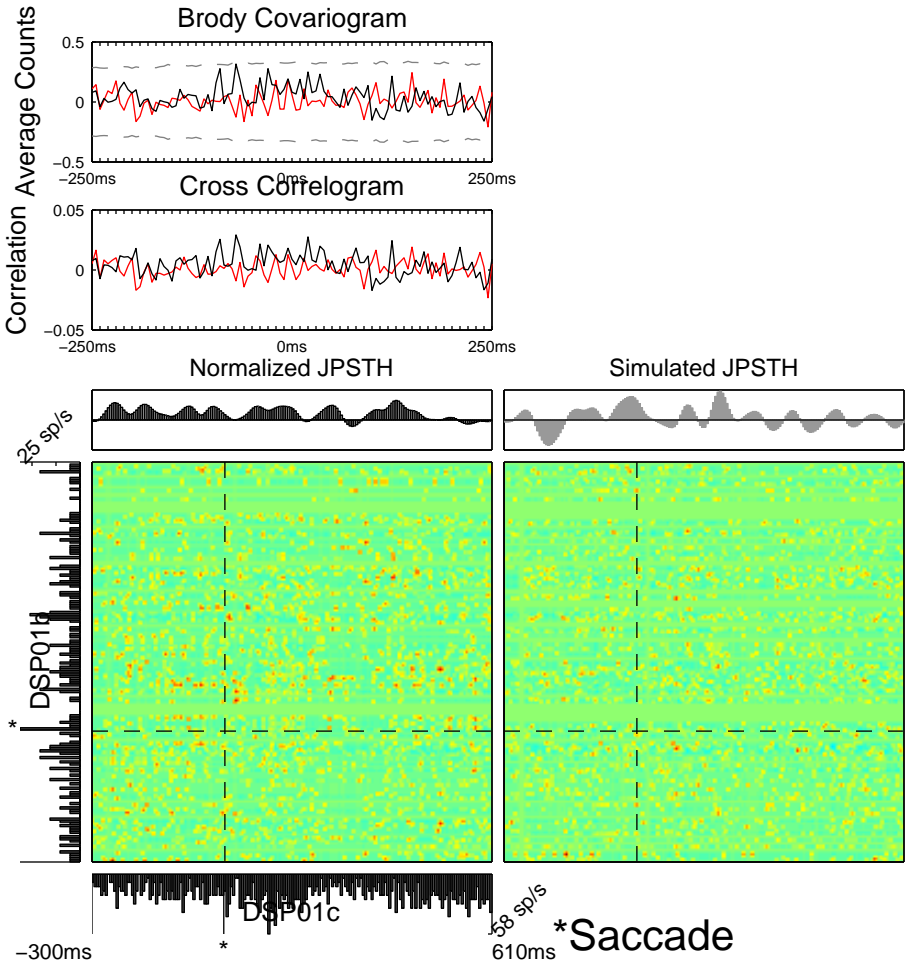 Brody Covariogram
Average Counts
0.5
0
−0.5
−250ms
0ms
250ms
Cross Correlogram
Correlation
0.05
0
−0.05
−250ms
0ms
250ms
Normalized JPSTH
Simulated JPSTH
25 sp/s
DSP01b
*
DSP01c
58 sp/s
*
−300ms
610ms
*Saccade